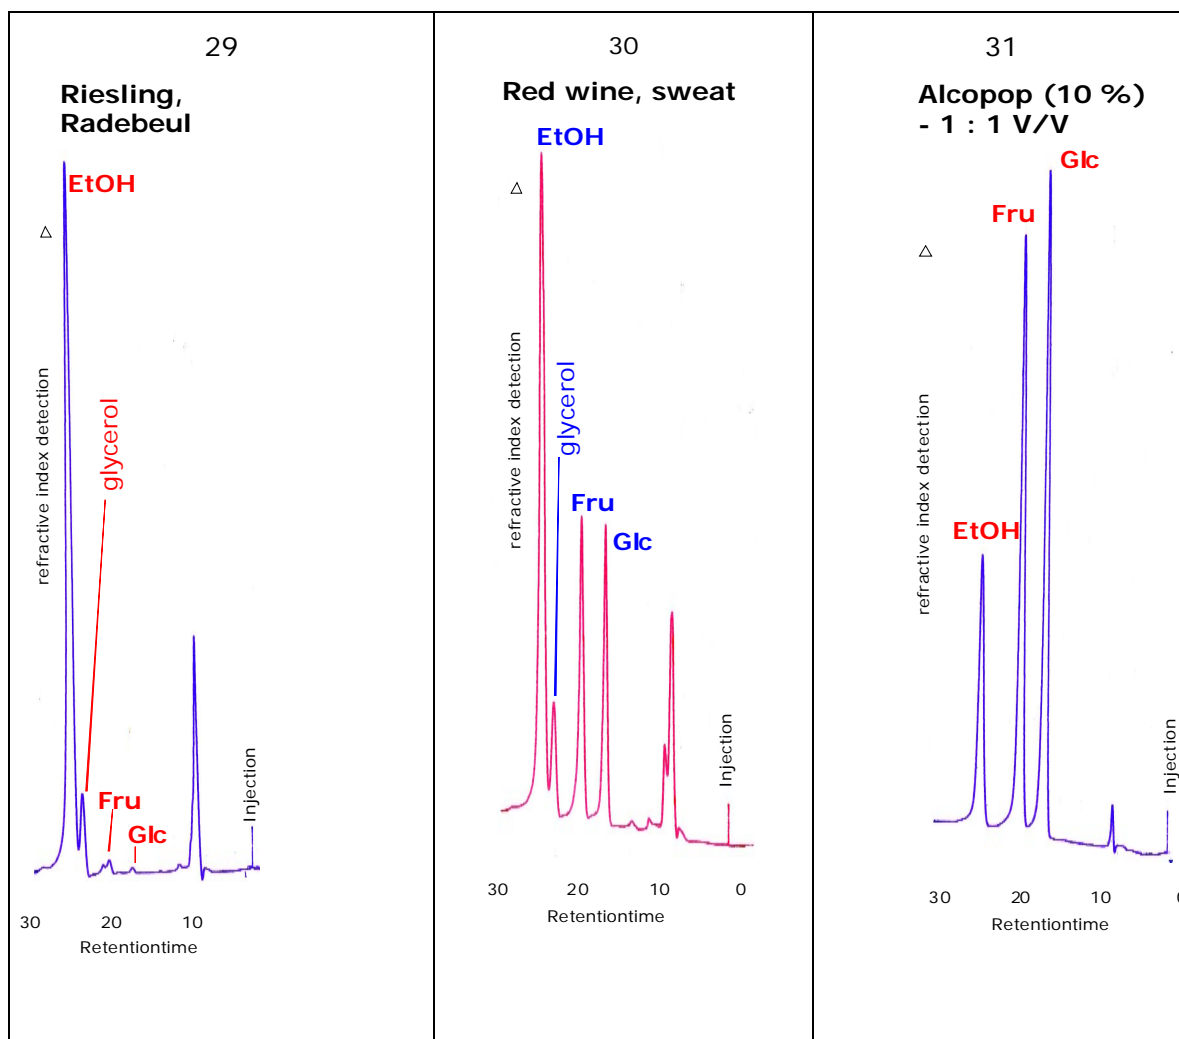 29
Riesling,
Radebeul
EtOH
refractive index detection
glycerol
Fru
Glc
Injection
30 20 10
Retentiontime
30
Red wine, sweat
EtOH
refractive index detection
glycerol
Fru
Glc
Injection
30 20 10 0
Retentiontime
31
Alcopop (10 %)
- 1 : 1 V/V
Glc
Fru
refractive index detection
EtOH
Injection
30 20 10 0
Retentiontime